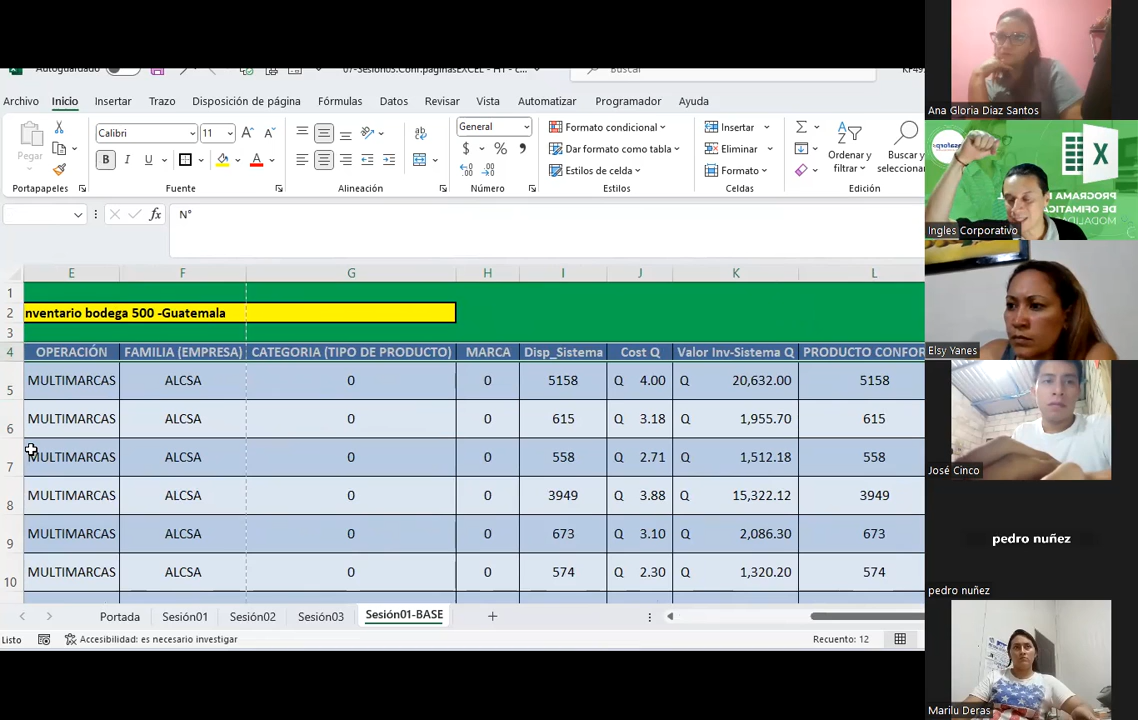 Autoguardado
07-Sesión03.Conf.páginasEXCEL - HT - c...
Buscar
Archivo Inicio Insertar Trazo Disposición de página Fórmulas Datos Revisar Vista Automatizar Programador Ayuda
Pegar
Calibri 11
General
Formato condicional
Dar formato como tabla
Estilos de celda
Insertar
Eliminar
Formato
Ordenar y filtrar
Buscar y seleccionar
Portapapeles Fuente Alineación Número Estilos Celdas Edición
N°
E F G H I J K L
1
2 nventario bodega 500 -Guatemala
3
4 OPERACIÓN FAMILIA (EMPRESA) CATEGORIA (TIPO DE PRODUCTO) MARCA Disp_Sistema Cost Q Valor Inv-Sistema Q PRODUCTO CONFOR
5 MULTIMARCAS ALCSA 0 0 5158 Q 4.00 Q 20,632.00 5158
6 MULTIMARCAS ALCSA 0 0 615 Q 3.18 Q 1,955.70 615
7 MULTIMARCAS ALCSA 0 0 558 Q 2.71 Q 1,512.18 558
8 MULTIMARCAS ALCSA 0 0 3949 Q 3.88 Q 15,322.12 3949
9 MULTIMARCAS ALCSA 0 0 673 Q 3.10 Q 2,086.30 673
10 MULTIMARCAS ALCSA 0 0 574 Q 2.30 Q 1,320.20 574
Portada Sesión01 Sesión02 Sesión03 Sesión01-BASE
Listo Accesibilidad: es necesario investigar Recuento: 12
Ana Gloria Diaz Santos
PROGRAMA
DE OFIMATICA
MODALIDA
Ingles Corporativo
Elsy Yanes
José Cinco
pedro nuñez
pedro nuñez
Marilu Deras